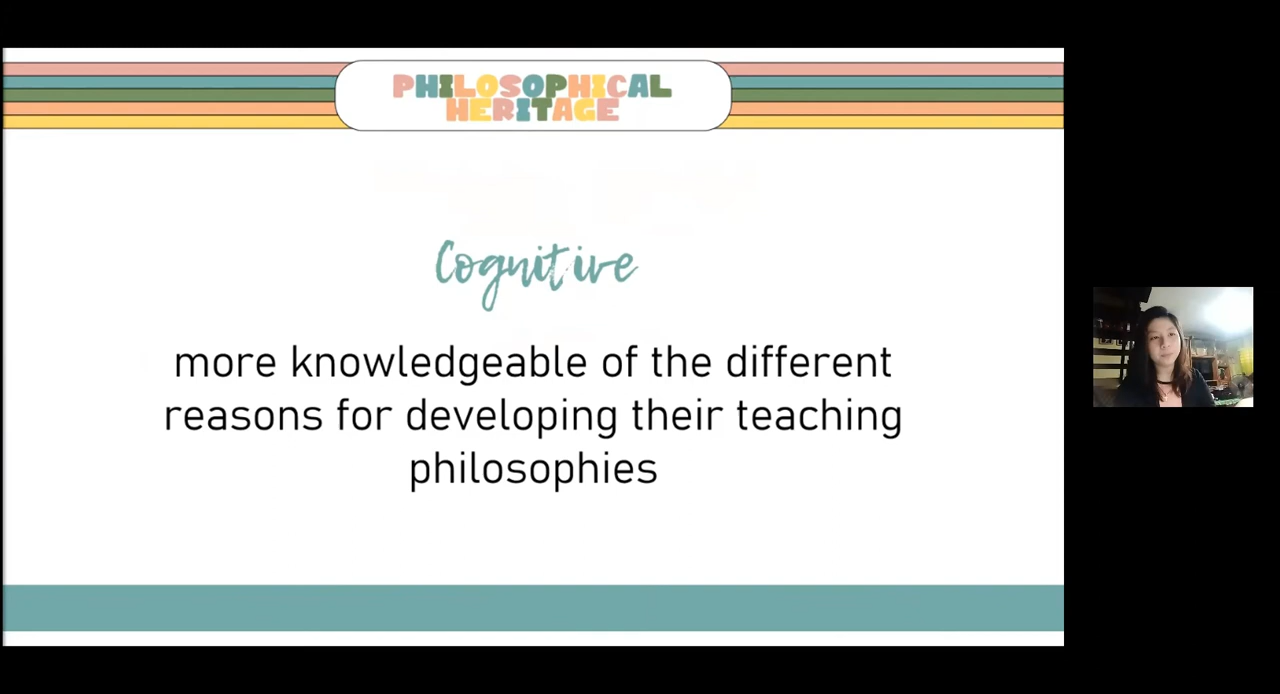 PHILOSOPHICAL
HERITAGE
Cognitive
more knowledgeable of the different
reasons for developing their teaching
philosophies